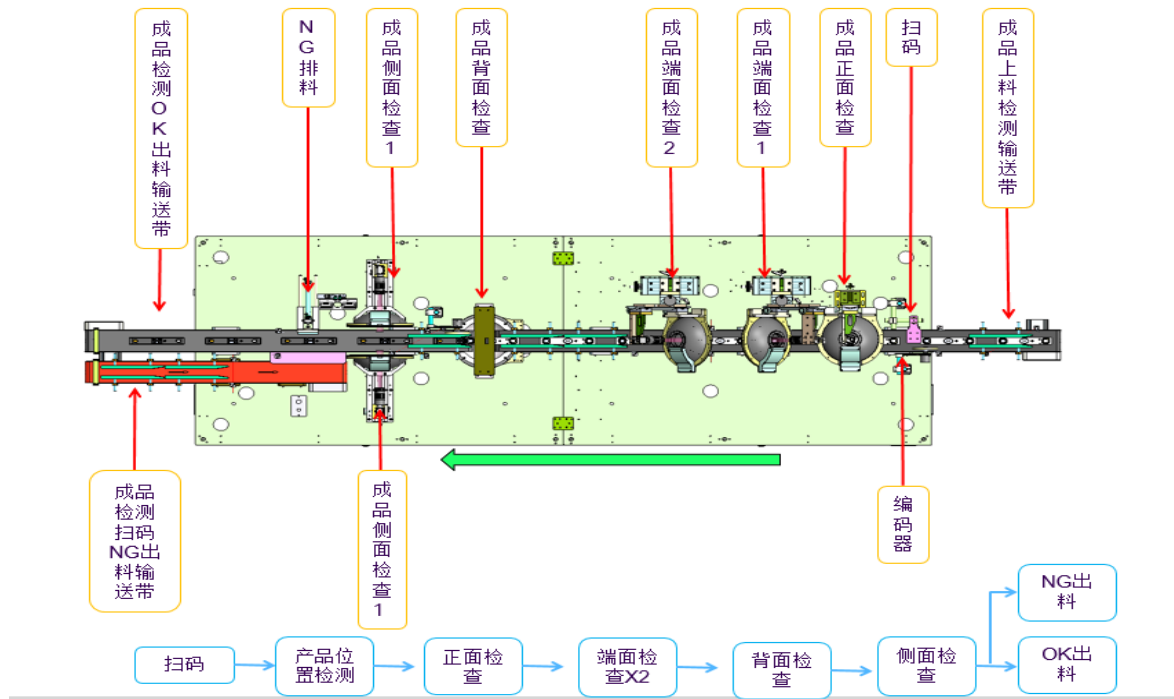 成
品
检
测
O
K
出
料
输
送
带
N
G
排
料
成
品
侧
面
检
查
1
成
品
背
面
检
查
成
品
端
面
检
查
2
成
品
端
面
检
查
1
成
品
正
面
检
查
扫
码
成
品
上
料
检
测
输
送
带
成品
检测
扫码
NG出
料输
送带
成
品
侧
面
检
查
1
编
码
器
扫码
产品位
置检测
正面检
查
端面检
查X2
背面检
查
侧面检
查
NG出
料
OK出
料